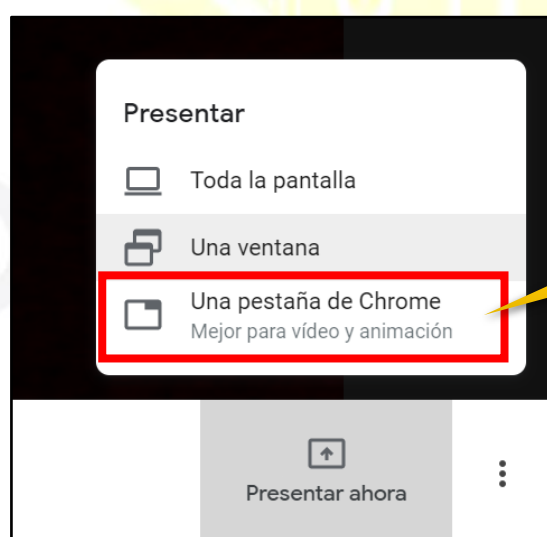 Presentar
Toda la pantalla
Una ventana
Una pestaña de Chrome
Mejor para vídeo y animación
Presentar ahora